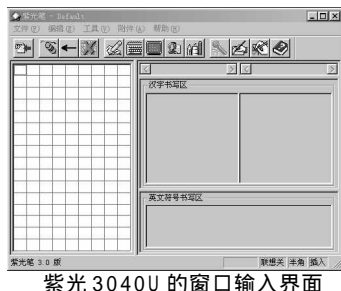 紫光笔 - Default
文件(F) 编辑(E) 工具(T) 附件(A) 帮助(H)
汉字书写区
英文符号书写区
紫光笔 3.0 版 联想关 半角 插入
紫光3040U的窗口输入界面